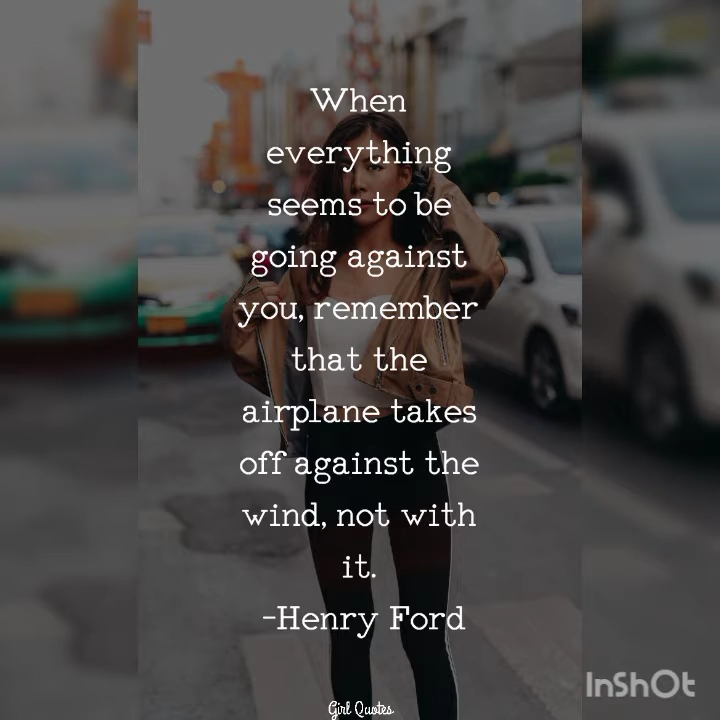 When
everything
seems to be
going against
you, remember
that the
airplane takes
off against the
wind, not with
it.
-Henry Ford
Girl Quotes
InShOt